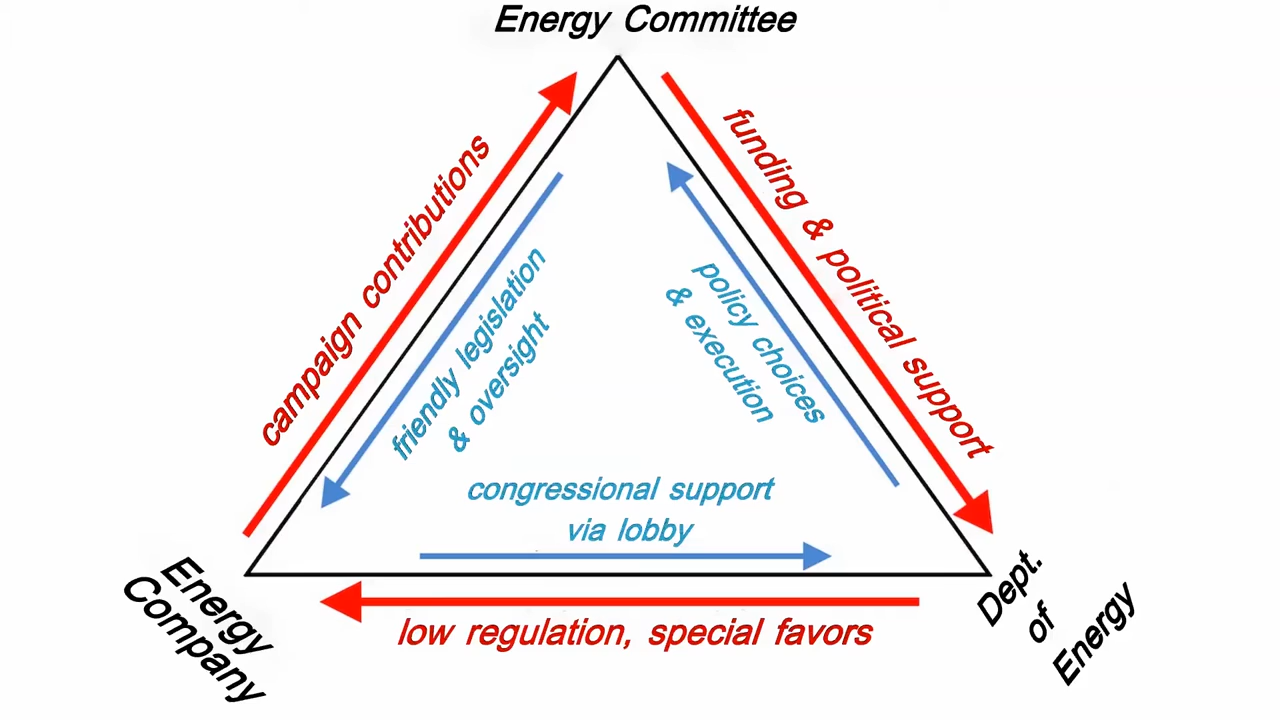 Energy Committee
campaign contributions
funding & political support
friendly legislation
& oversight
policy choices
& execution
congressional support
via lobby
low regulation, special favors
Energy
Company
Dept.
of
Energy